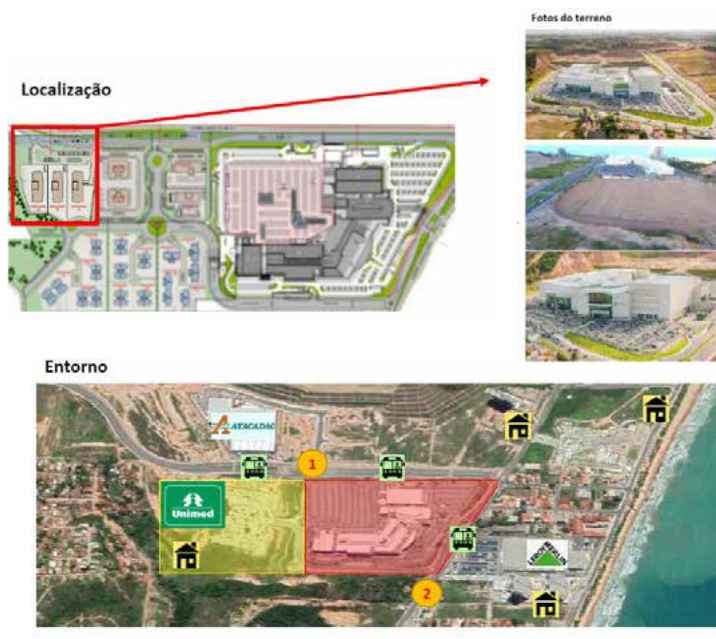 Fotos do terreno
Localização
Entorno
ATACADÃO
1
Unimed
LEROY MERLIN
2